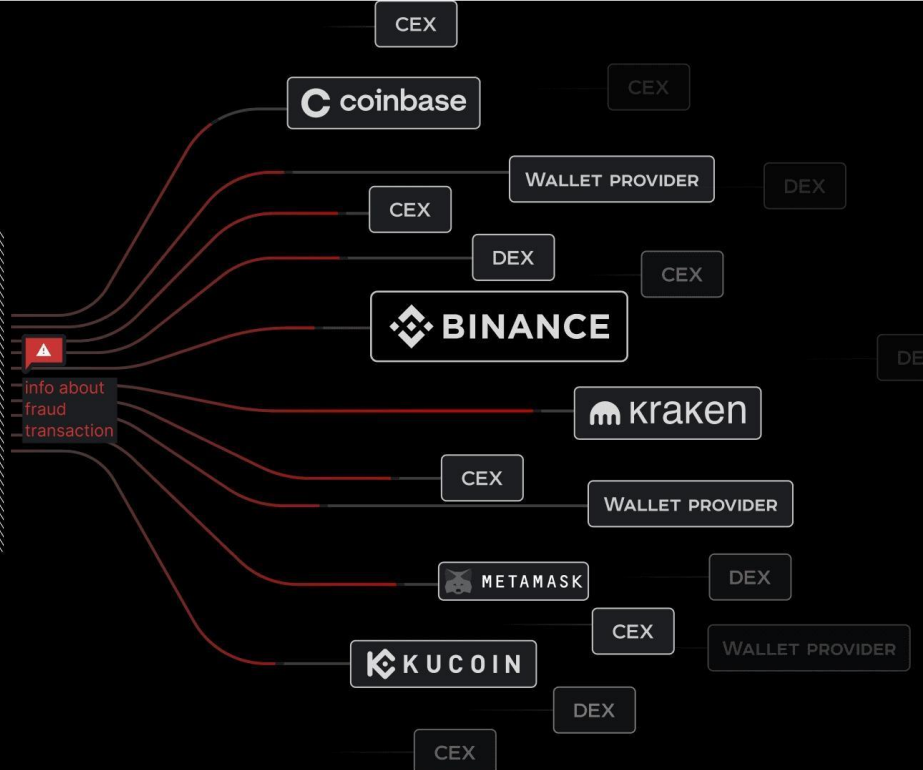 CEX
coinbase
CEX
WALLET PROVIDER
DEX
CEX
DEX
CEX
BINANCE
DE
info about
fraud
transaction
kraken
CEX
WALLET PROVIDER
METAMASK
DEX
CEX
WALLET PROVIDER
KUCOIN
DEX
CEX